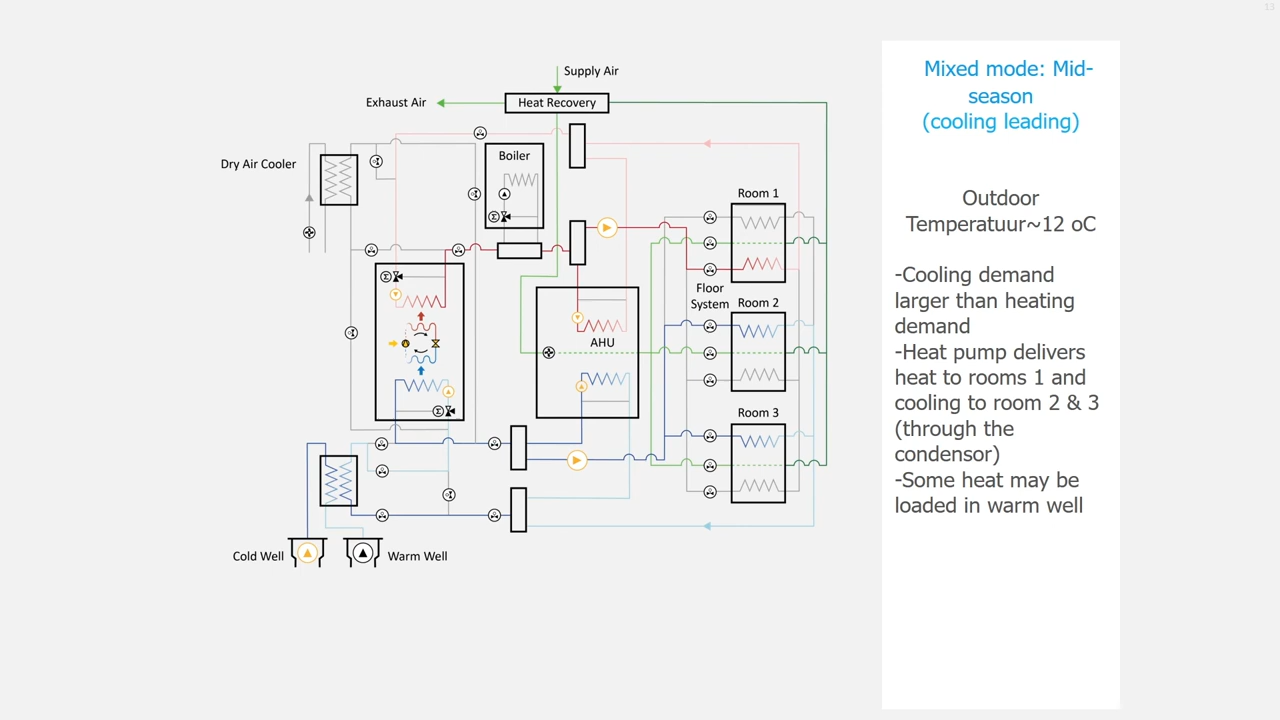 13
Supply Air
Exhaust Air
Heat Recovery
Dry Air Cooler
Boiler
Room 1
Floor
System
Room 2
AHU
Room 3
Cold Well
Warm Well
Mixed mode: Mid-
season
(cooling leading)
Outdoor
Temperatuur~12 oC
-Cooling demand
larger than heating
demand
-Heat pump delivers
heat to rooms 1 and
cooling to room 2 & 3
(through the
condensor)
-Some heat may be
loaded in warm well